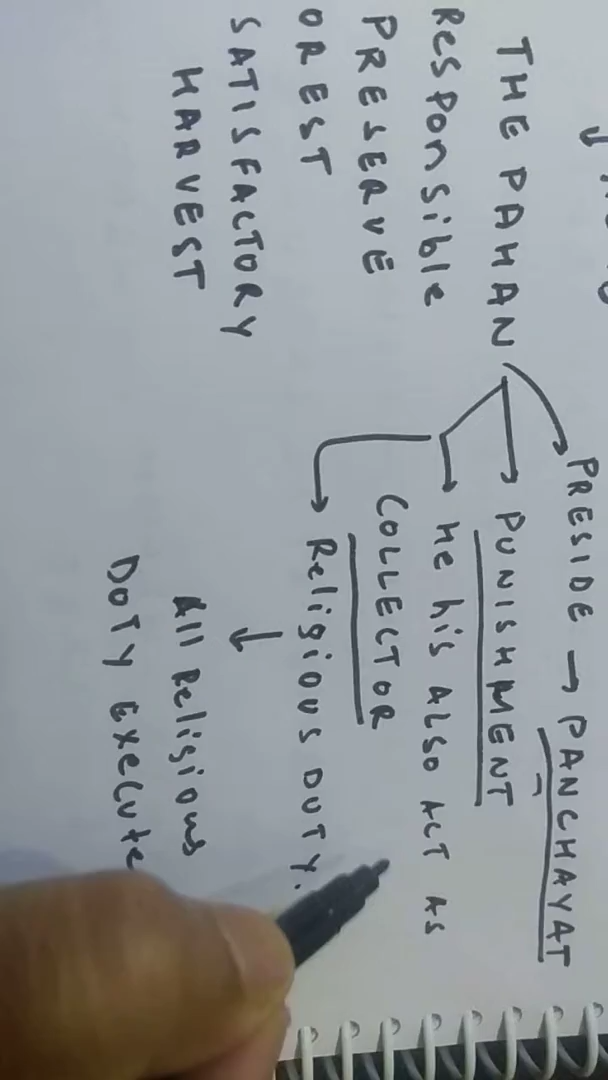 PRESIDE → PANCHAYAT
THE PAHAN
PUNISHMENT
Responsible
He his ALSO ACT AS
PRESERVE
COLLECTOR
OREST
Religious DUTY.
SATISFACTORY
HARVEST
All Religious
DOTY Execute